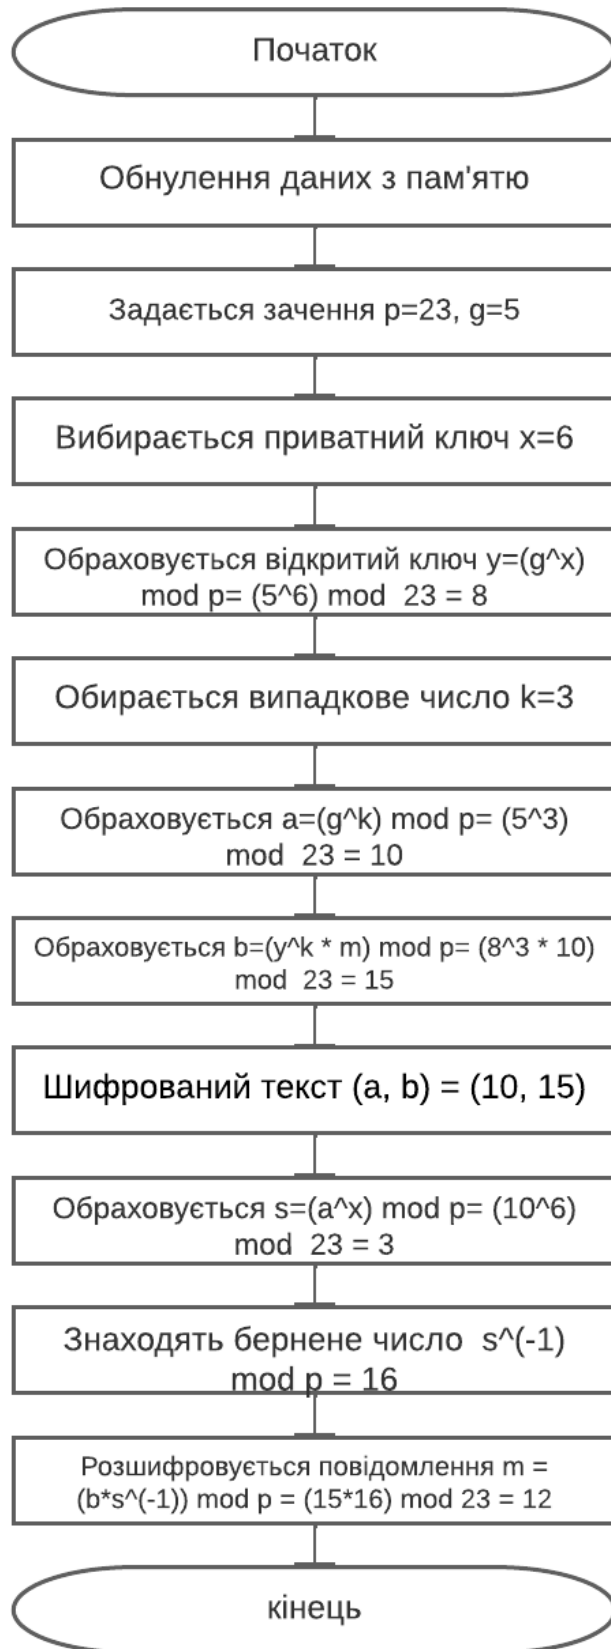 Початок
Обнулення даних з пам'ятю
Задається зачення p=23, g=5
Вибирається приватний ключ x=6
Обраховується відкритий ключ y=(g^x)
mod p= (5^6) mod  23 = 8
Обирається випадкове число k=3
Обраховується a=(g^k) mod p= (5^3)
mod  23 = 10
Обраховується b=(y^k * m) mod p= (8^3 * 10)
mod  23 = 15
Шифрований текст (a, b) = (10, 15)
Обраховується s=(a^x) mod p= (10^6)
mod  23 = 3
Знаходять бернене число  s^(-1)
mod p = 16
Розшифровується повідомлення m =
(b*s^(-1)) mod p = (15*16) mod 23 = 12
кінець